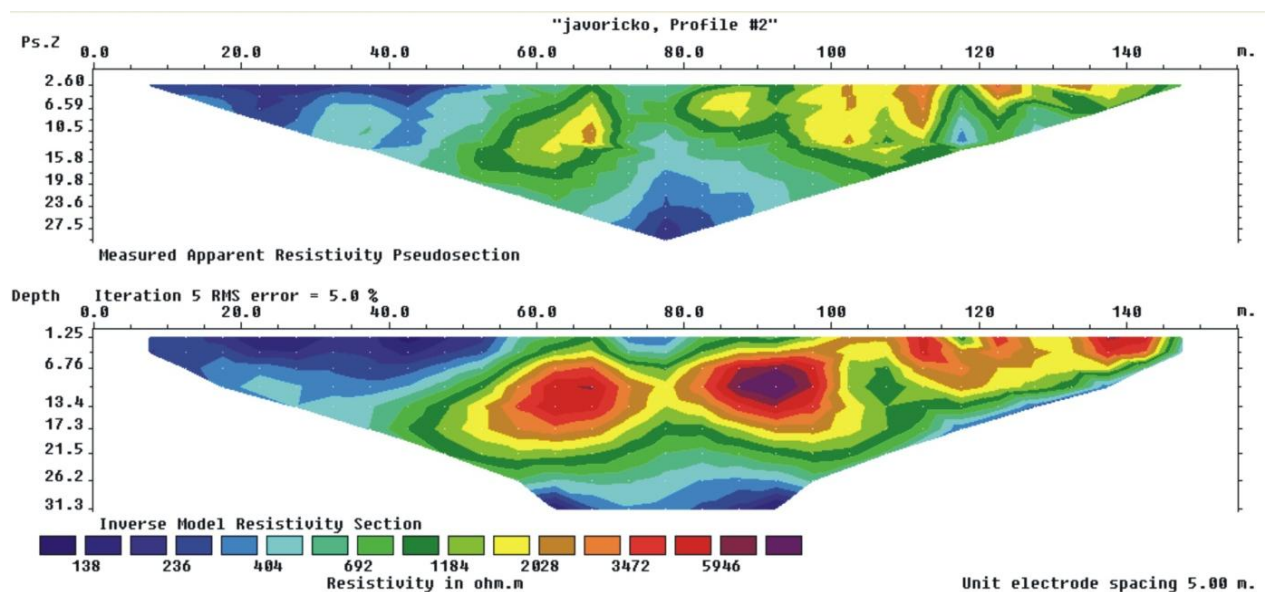 "javoricko, Profile #2"
Ps.Z 0.0 20.0 40.0 60.0 80.0 100 120 140 m.
2.60
6.59
10.5
15.8
19.8
23.6
27.5
Measured Apparent Resistivity Pseudosection
Depth Iteration 5 RMS error = 5.0 %
0.0 20.0 40.0 60.0 80.0 100 120 140 m.
1.25
6.76
13.4
17.3
21.5
26.2
31.3
Inverse Model Resistivity Section
138 236 404 692 1184 2028 3472 5946
Resistivity in ohm.m Unit electrode spacing 5.00 m.